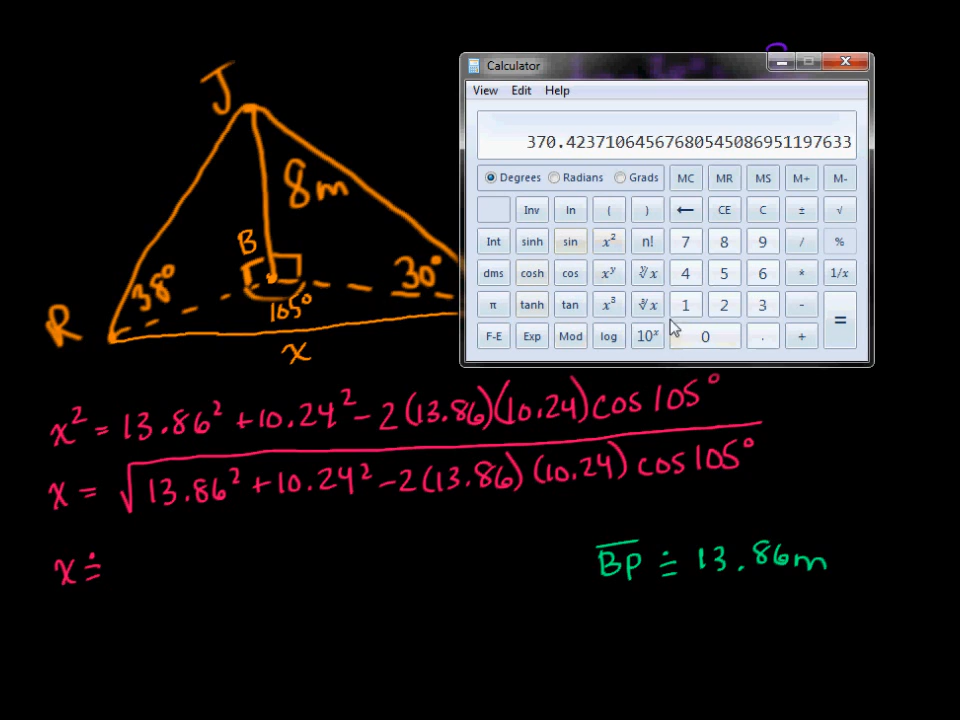 J
8m
B
38°
30°
105°
R
x
Calculator
View Edit Help
370.42371064567680545086951197633
Degrees Radians Grads MC MR MS M+ M-
Inv ln ( ) ← CE C ± √
Int sinh sin x² n! 7 8 9 / %
dms cosh cos xʸ ʸ√x 4 5 6 * 1/x
π tanh tan x³ ³√x 1 2 3 - =
F-E Exp Mod log 10ˣ 0 . +
x² = 13.86² + 10.24² - 2(13.86)(10.24) cos 105°
x = √13.86² + 10.24² - 2(13.86)(10.24) cos 105°
x ≐
BP ≐ 13.86m